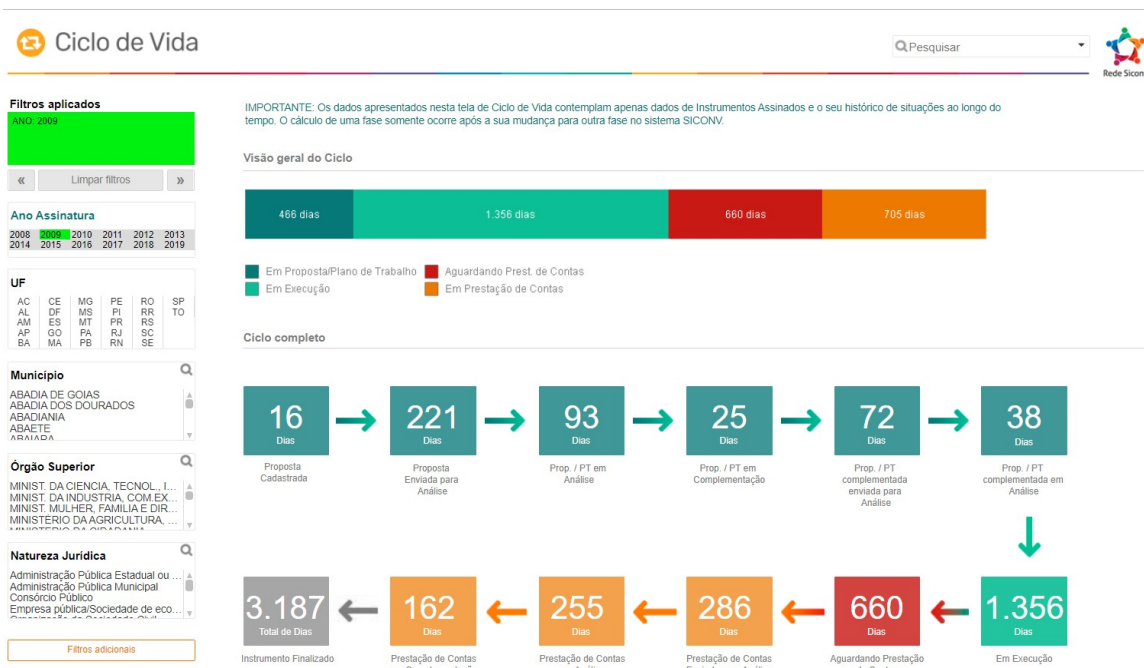 Ciclo de Vida
Pesquisar
Rede Sicon
Filtros aplicados
ANO: 2009
Limpar filtros
Ano Assinatura
2008 2009 2010 2011 2012 2013
2014 2015 2016 2017 2018 2019
UF
AC CE MG PE RO SP
AL DF MS PI RR TO
AM ES MT PR RS
AP GO PA RJ SC
BA MA PB RN SE
Município
ABADIA DE GOIAS
ABADIA DOS DOURADOS
ABADIANIA
ABAETE
ABAIARA
Órgão Superior
MINIST. DA CIENCIA, TECNOL., I...
MINIST. DA INDUSTRIA, COM.EX...
MINIST. MULHER, FAMILIA E DIR...
MINISTÉRIO DA AGRICULTURA, ...
MINISTERIO DA CIDADANIA
Natureza Jurídica
Administração Pública Estadual ou ...
Administração Pública Municipal
Consórcio Público
Empresa pública/Sociedade de eco...
Organização da Sociedade Civil
Filtros adicionais
IMPORTANTE: Os dados apresentados nesta tela de Ciclo de Vida contemplam apenas dados de Instrumentos Assinados e o seu histórico de situações ao longo do
tempo. O cálculo de uma fase somente ocorre após a sua mudança para outra fase no sistema SICONV.
Visão geral do Ciclo
466 dias 1.356 dias 660 dias 705 dias
Em Proposta/Plano de Trabalho Aguardando Prest. de Contas
Em Execução Em Prestação de Contas
Ciclo completo
16 221 93 25 72 38
Dias Dias Dias Dias Dias Dias
Proposta Proposta Prop. / PT em Prop. / PT em Prop. / PT Prop. / PT
Cadastrada Enviada para Análise Complementação complementada complementada em
Análise enviada para Análise
Análise
3.187 162 255 286 660 1.356
Total de Dias Dias Dias Dias Dias Dias
Instrumento Finalizado Prestação de Contas Prestação de Contas Prestação de Contas Aguardando Prestação Em Execução